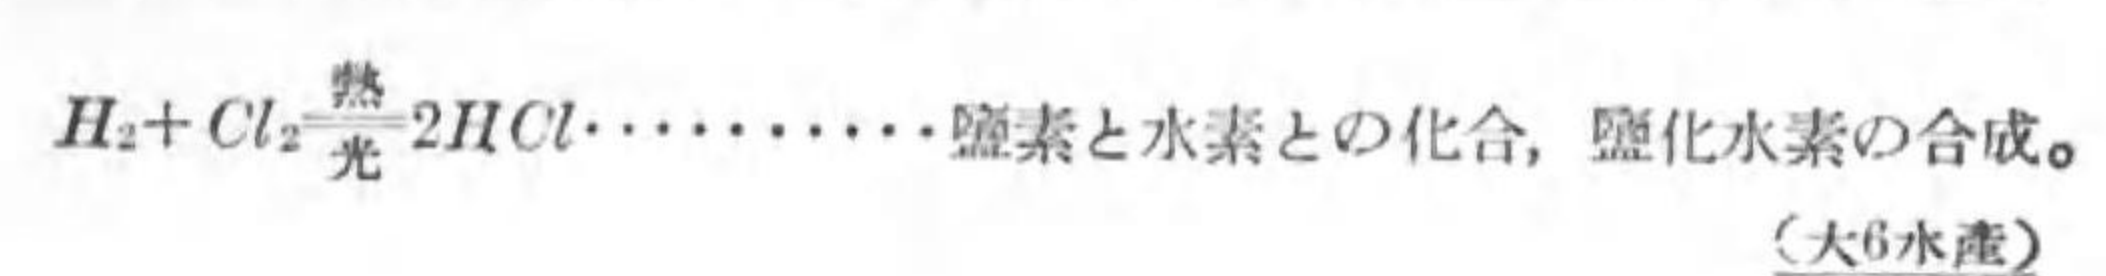 H₂+Cl₂ 熱/光 = 2HCl··········鹽素と水素との化合, 鹽化水素の合成。
(大6水産)